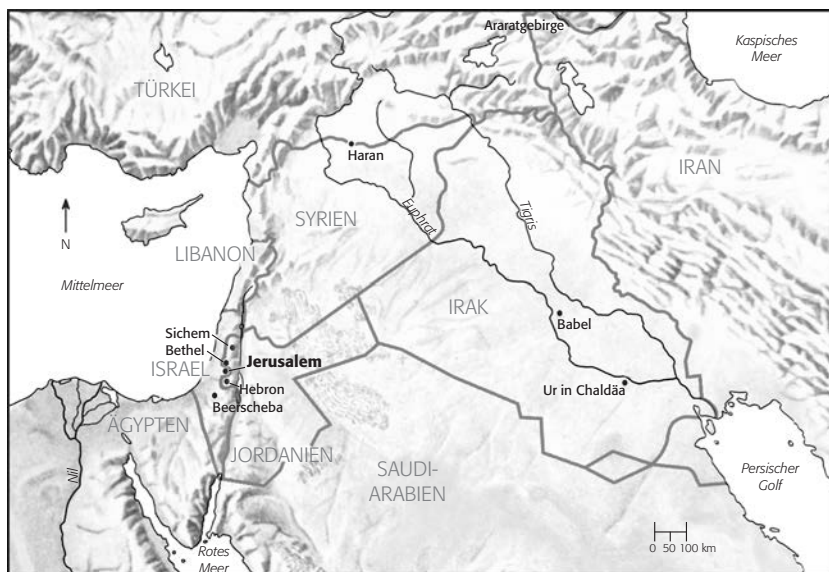 Araratgebirge
Kaspisches
Meer
TÜRKEI
Haran
IRAN
N
SYRIEN
Euphrat
Tigris
LIBANON
Mittelmeer
IRAK
Babel
Sichem
Bethel
Jerusalem
ISRAEL
Hebron
Ur in Chaldäa
Beerscheba
ÄGYPTEN
JORDANIEN
SAUDI-
ARABIEN
Nil
Persischer
Golf
Rotes
Meer
0 50 100 km